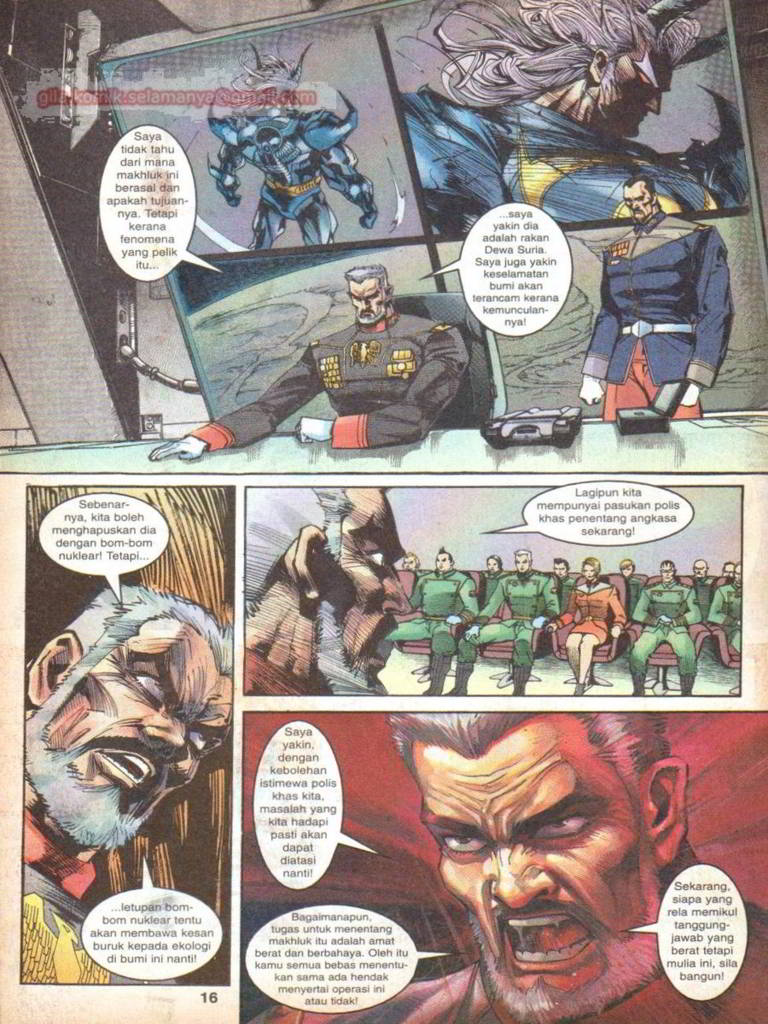 gila-komik.selamanya@gmail.com
Saya
tidak tahu
dari mana
makhluk ini
berasal dan
apakah tujuan-
nya. Tetapi
kerana
fenomena
yang pelik
itu...
...saya
yakin dia
adalah rakan
Dewa Suria.
Saya juga yakin
keselamatan
bumi akan
terancam kerana
kemunculan-
nya!
Sebenar-
nya, kita boleh
menghapuskan dia
dengan bom-bom
nuklear! Tetapi...
...letupan bom-
bom nuklear tentu
akan membawa kesan
buruk kepada ekologi
di bumi ini nanti!
Lagipun kita
mempunyai pasukan polis
khas penentang angkasa
sekarang!
Saya
yakin,
dengan
kebolehan
istimewa polis
khas kita,
masalah yang
kita hadapi
pasti akan
dapat
diatasi
nanti!
Bagaimanapun,
tugas untuk menentang
makhluk itu adalah amat
berat dan berbahaya. Oleh itu
kamu semua bebas menentu-
kan sama ada hendak
menyertai operasi ini
atau tidak!
Sekarang,
siapa yang
rela memikul
tanggung-
jawab yang
berat tetapi
mulia ini, sila
bangun!
16